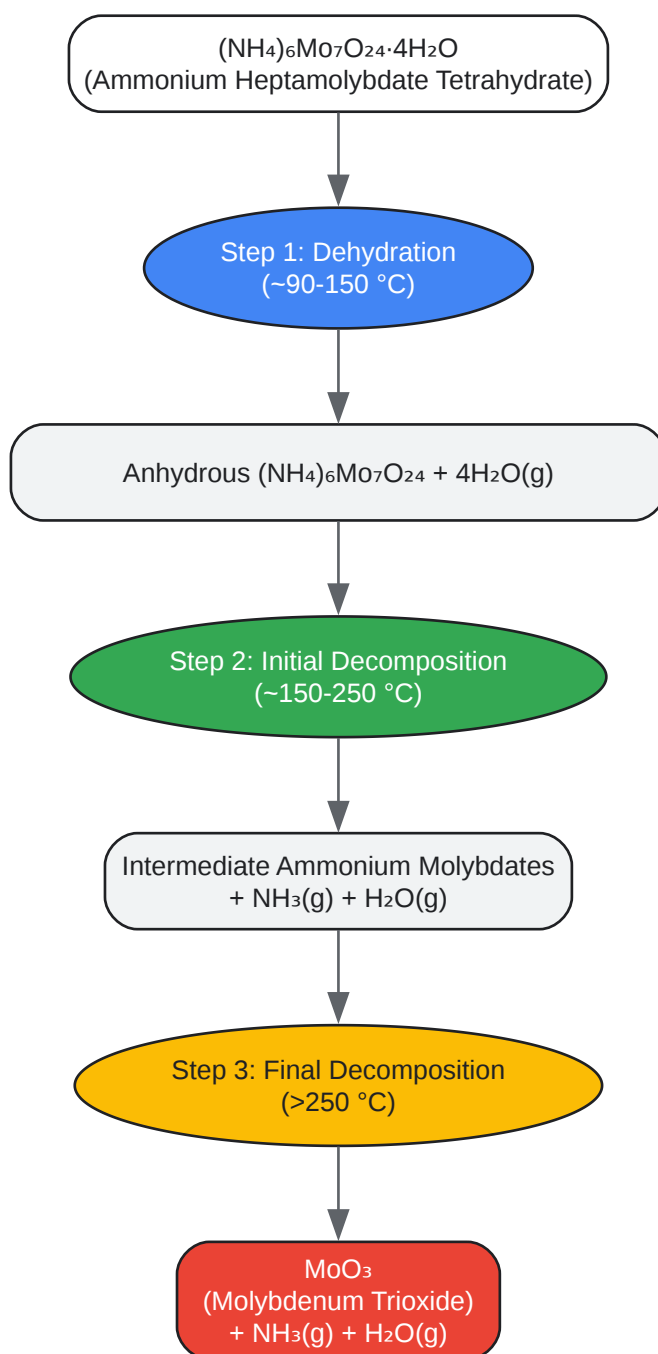 (NH₄)₆Mo₇O₂₄·4H₂O
(Ammonium Heptamolybdate Tetrahydrate)
Step 1: Dehydration
(~90-150 °C)
Anhydrous (NH₄)₆Mo₇O₂₄ + 4H₂O(g)
Step 2: Initial Decomposition
(~150-250 °C)
Intermediate Ammonium Molybdates
+ NH₃(g) + H₂O(g)
Step 3: Final Decomposition
(>250 °C)
MoO₃
(Molybdenum Trioxide)
+ NH₃(g) + H₂O(g)